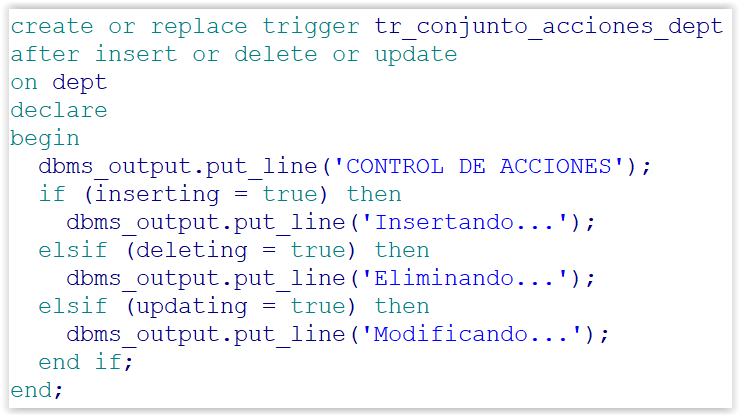 create or replace trigger tr_conjunto_acciones_dept
after insert or delete or update
on dept
declare
begin
  dbms_output.put_line('CONTROL DE ACCIONES');
  if (inserting = true) then
    dbms_output.put_line('Insertando...');
  elsif (deleting = true) then
    dbms_output.put_line('Eliminando...');
  elsif (updating = true) then
    dbms_output.put_line('Modificando...');
  end if;
end;